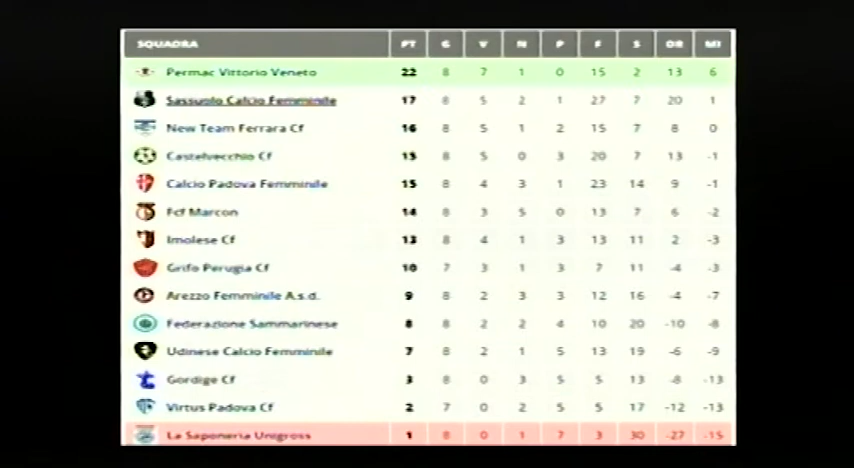 SQUADRA PT G V N P F S DR MI
Permac Vittorio Veneto 22 8 7 1 0 15 2 13 6
Sassuolo Calcio Femminile 17 8 5 2 1 27 7 20 1
New Team Ferrara Cf 16 8 5 1 2 15 7 8 0
Castelvecchio Cf 15 8 5 0 3 20 7 13 -1
Calcio Padova Femminile 15 8 4 3 1 23 14 9 -1
Fcf Marcon 14 8 3 5 0 13 7 6 -2
Imolese Cf 13 8 4 1 3 13 11 2 -3
Grifo Perugia Cf 10 7 3 1 3 7 11 -4 -3
Arezzo Femminile A.s.d. 9 8 2 3 3 12 16 -4 -7
Federazione Sammarinese 8 8 2 2 4 10 20 -10 -8
Udinese Calcio Femminile 7 8 2 1 5 13 19 -6 -9
Gordige Cf 3 8 0 3 5 5 13 -8 -13
Virtus Padova Cf 2 7 0 2 5 5 17 -12 -13
La Saponeria Unigross 1 8 0 1 7 3 30 -27 -15